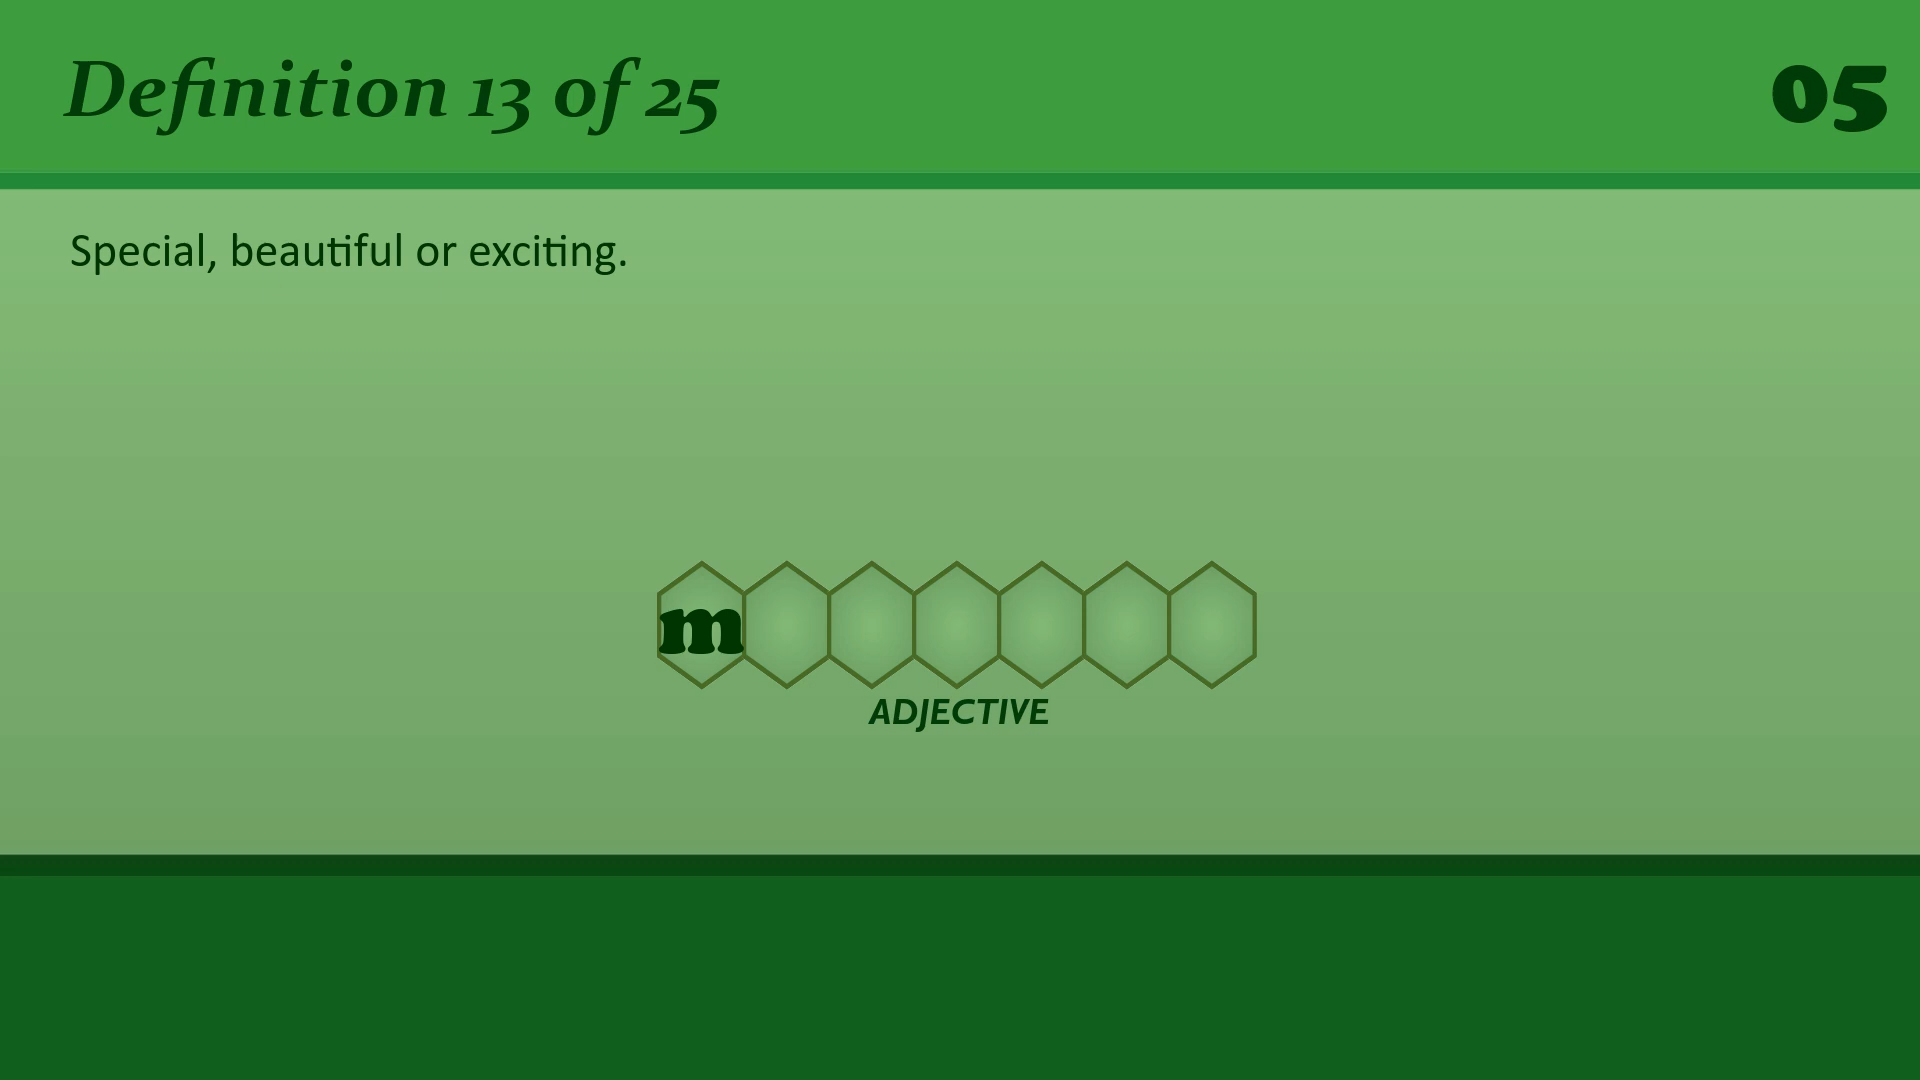 Definition 13 of 25
05
Special, beautiful or exciting.
m
ADJECTIVE